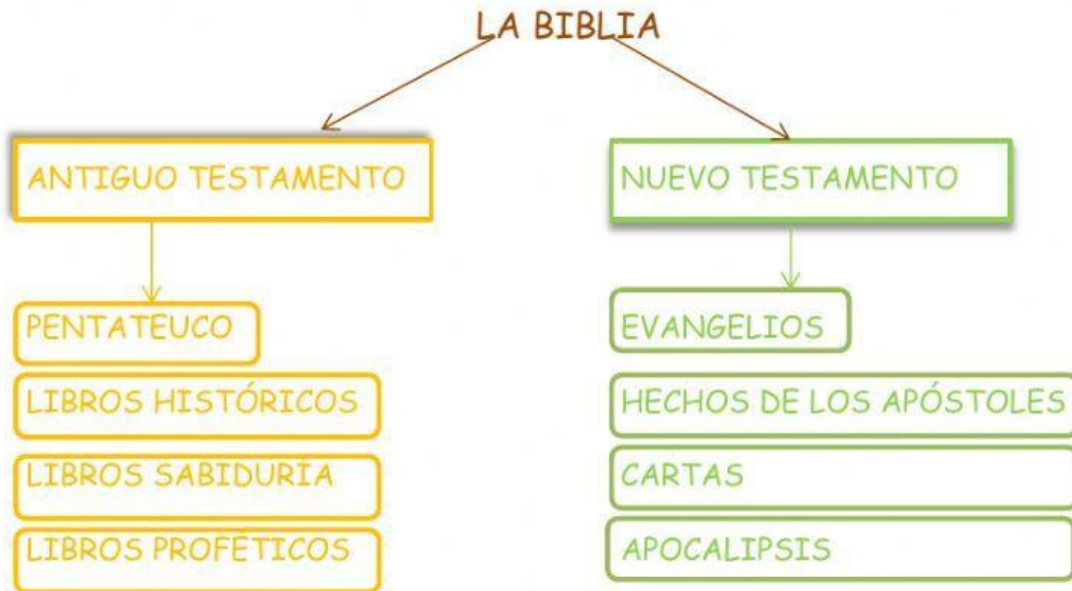 LA BIBLIA
ANTIGUO TESTAMENTO
PENTATEUCO
LIBROS HISTÓRICOS
LIBROS SABIDURÍA
LIBROS PROFÉTICOS
NUEVO TESTAMENTO
EVANGELIOS
HECHOS DE LOS APÓSTOLES
CARTAS
APOCALIPSIS